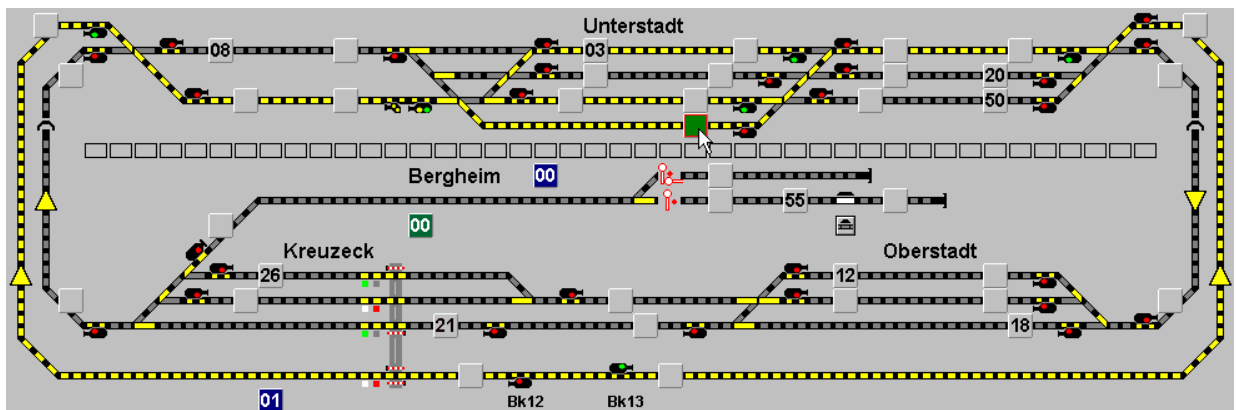 Unterstadt
08
03
20
50
Bergheim
00
55
00
Kreuzeck
Oberstadt
26
12
21
18
01
Bk12
Bk13